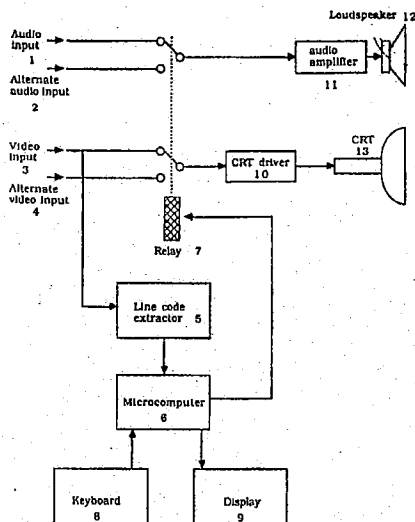 Loudspeaker 12
Audio
input
1
audio
amplifier
11
Alternate
audio input
2
Video
input
3
CRT
13
CRT driver
10
Alternate
video input
4
Relay 7
Line code
extractor 5
Microcomputer
6
Keyboard
8
Display
9